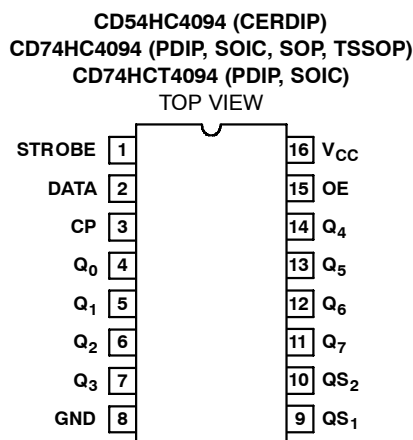 CD54HC4094 (CERDIP)
CD74HC4094 (PDIP, SOIC, SOP, TSSOP)
CD74HCT4094 (PDIP, SOIC)
TOP VIEW
STROBE 1 16 VCC
DATA 2 15 OE
CP 3 14 Q4
Q0 4 13 Q5
Q1 5 12 Q6
Q2 6 11 Q7
Q3 7 10 QS2
GND 8 9 QS1